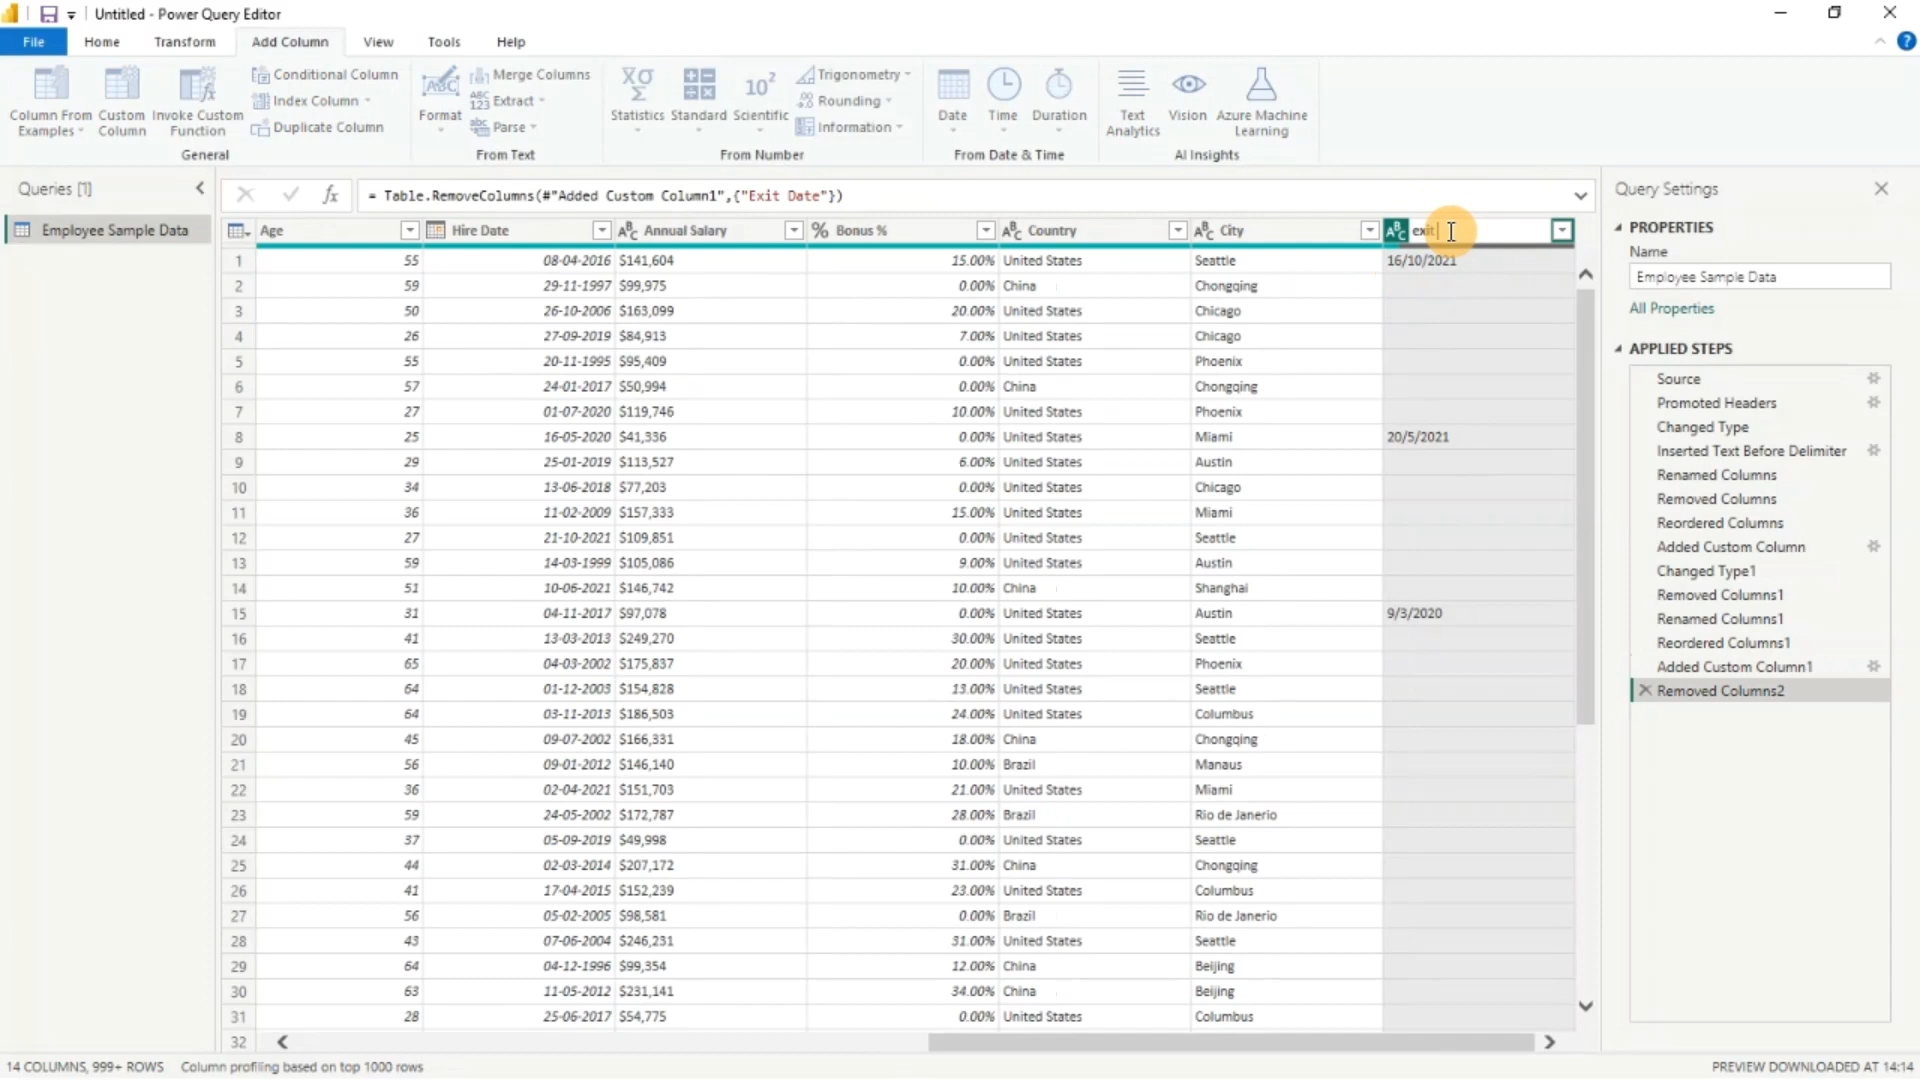 Untitled - Power Query Editor
File Home Transform Add Column View Tools Help
Column From Examples
Custom Column
Invoke Custom Function
Conditional Column
Index Column
Duplicate Column
General
Format
Merge Columns
Extract
Parse
From Text
Statistics
Standard
Scientific
Trigonometry
Rounding
Information
From Number
Date
Time
Duration
From Date & Time
Text Analytics
Vision
Azure Machine Learning
AI Insights
Queries [1]
Employee Sample Data
= Table.RemoveColumns(#"Added Custom Column1",{"Exit Date"})
Age Hire Date Annual Salary Bonus % Country City exit
1 55 08-04-2016 $141,604 15.00% United States Seattle 16/10/2021
2 59 29-11-1997 $99,975 0.00% China Chongqing
3 50 26-10-2006 $163,099 20.00% United States Chicago
4 26 27-09-2019 $84,913 7.00% United States Chicago
5 55 20-11-1995 $95,409 0.00% United States Phoenix
6 57 24-01-2017 $50,994 0.00% China Chongqing
7 27 01-07-2020 $119,746 10.00% United States Phoenix
8 25 16-05-2020 $41,336 0.00% United States Miami 20/5/2021
9 29 25-01-2019 $113,527 6.00% United States Austin
10 34 13-06-2018 $77,203 0.00% United States Chicago
11 36 11-02-2009 $157,333 15.00% United States Miami
12 27 21-10-2021 $109,851 0.00% United States Seattle
13 59 14-03-1999 $105,086 9.00% United States Austin
14 51 10-06-2021 $146,742 10.00% China Shanghai
15 31 04-11-2017 $97,078 0.00% United States Austin 9/3/2020
16 41 13-03-2013 $249,270 30.00% United States Seattle
17 65 04-03-2002 $175,837 20.00% United States Phoenix
18 64 01-12-2003 $154,828 13.00% United States Seattle
19 64 03-11-2013 $186,503 24.00% United States Columbus
20 45 09-07-2002 $166,331 18.00% China Chongqing
21 56 09-01-2012 $146,140 10.00% Brazil Manaus
22 36 02-04-2021 $151,703 21.00% United States Miami
23 59 24-05-2002 $172,787 28.00% Brazil Rio de Janerio
24 37 05-09-2019 $49,998 0.00% United States Seattle
25 44 02-03-2014 $207,172 31.00% China Chongqing
26 41 17-04-2015 $152,239 23.00% United States Columbus
27 56 05-02-2005 $98,581 0.00% Brazil Rio de Janerio
28 43 07-06-2004 $246,231 31.00% United States Seattle
29 64 04-12-1996 $99,354 12.00% China Beijing
30 63 11-05-2012 $231,141 34.00% China Beijing
31 28 25-06-2017 $54,775 0.00% United States Columbus
32
Query Settings
PROPERTIES
Name
Employee Sample Data
All Properties
APPLIED STEPS
Source
Promoted Headers
Changed Type
Inserted Text Before Delimiter
Renamed Columns
Removed Columns
Reordered Columns
Added Custom Column
Changed Type1
Removed Columns1
Renamed Columns1
Reordered Columns1
Added Custom Column1
Removed Columns2
14 COLUMNS, 999+ ROWS Column profiling based on top 1000 rows
PREVIEW DOWNLOADED AT 14:14